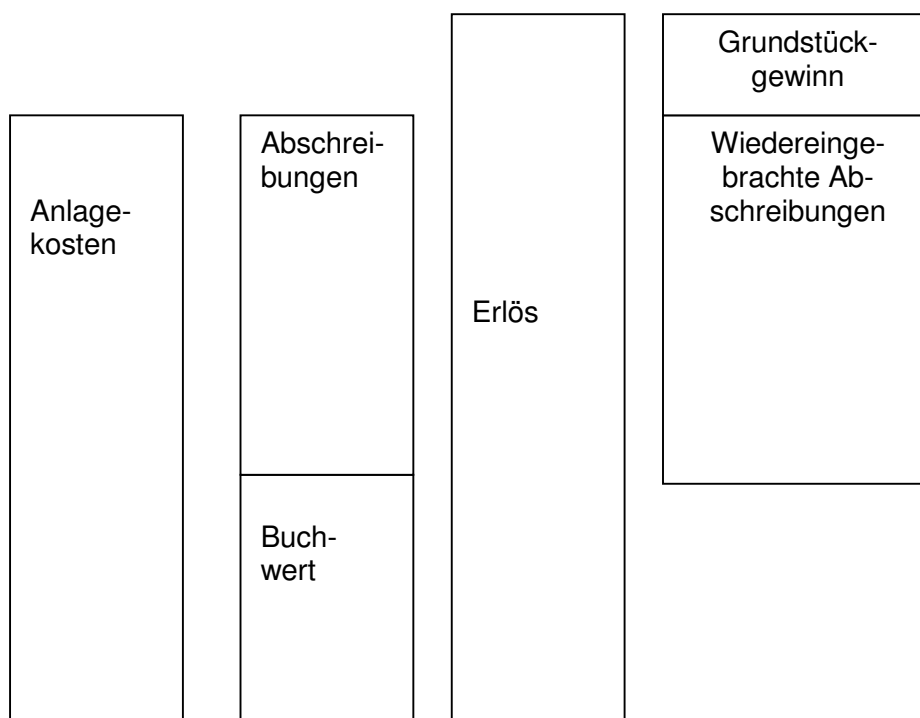 Anlage-
kosten
Abschrei-
bungen
Buch-
wert
Erlös
Grundstück-
gewinn
Wiedereinge-
brachte Ab-
schreibungen